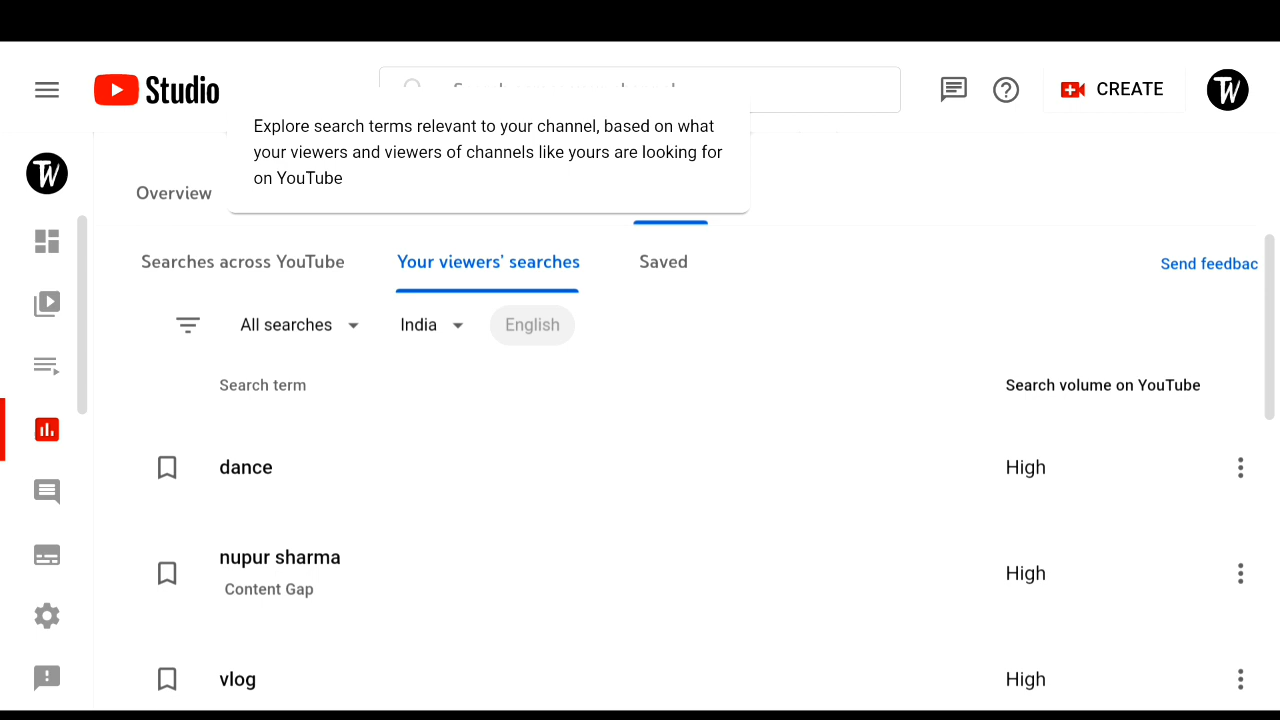 Studio
CREATE
TW
Explore search terms relevant to your channel, based on what
your viewers and viewers of channels like yours are looking for
on YouTube
TW
Overview
Searches across YouTube Your viewers' searches Saved Send feedbac
All searches India English
Search term Search volume on YouTube
dance High
nupur sharma High
Content Gap
vlog High